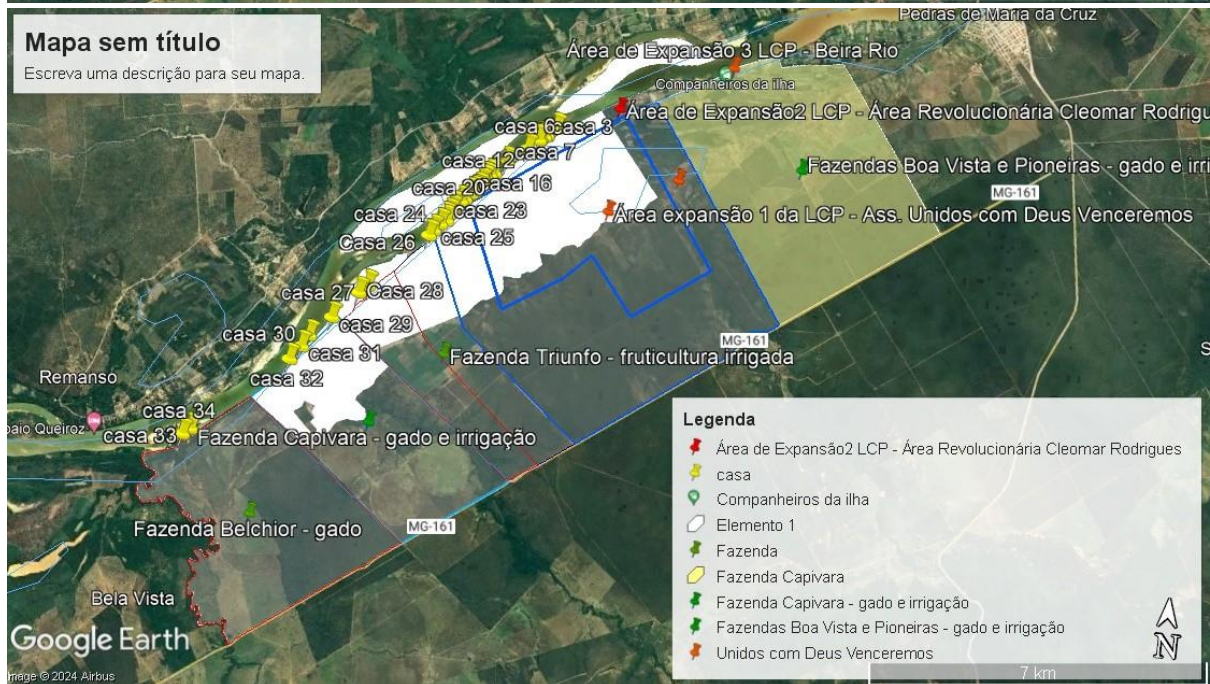 Pedras de Maria da Cruz
Mapa sem título
Escreva uma descrição para seu mapa.
Área de Expansão 3 LCP - Beira Rio
Companheiros da ilha
Área de Expansão2 LCP - Área Revolucionária Cleomar Rodrigu
casa 6
casa 3
casa 7
casa 12
Fazendas Boa Vista e Pioneiras - gado e irri
casa 16
casa 20
MG-161
casa 24
casa 23
Área expansão 1 da LCP - Ass. Unidos com Deus Venceremos
Casa 26
casa 25
casa 27
Casa 28
casa 30
casa 29
MG-161
casa 31
Fazenda Triunfo - fruticultura irrigada
S
Remanso
casa 32
casa 34
paio Queiroz
casa 33
Fazenda Capivara - gado e irrigação
MG-161
Fazenda Belchior - gado
Bela Vista
Google Earth
Image © 2024 Airbus
Legenda
Área de Expansão2 LCP - Área Revolucionária Cleomar Rodrigues
casa
Companheiros da ilha
Elemento 1
Fazenda
Fazenda Capivara
Fazenda Capivara - gado e irrigação
Fazendas Boa Vista e Pioneiras - gado e irrigação
Unidos com Deus Venceremos
N
7 km